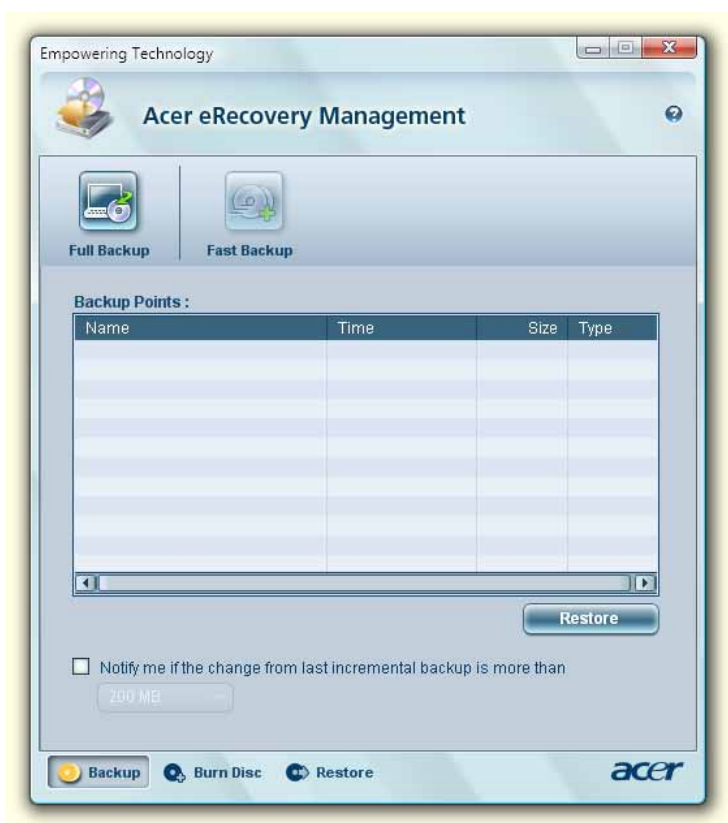 Empowering Technology
Acer eRecovery Management
Full Backup
Fast Backup
Backup Points :
Name Time Size Type
Restore
Notify me if the change from last incremental backup is more than
200 MB
Backup Burn Disc Restore
acer